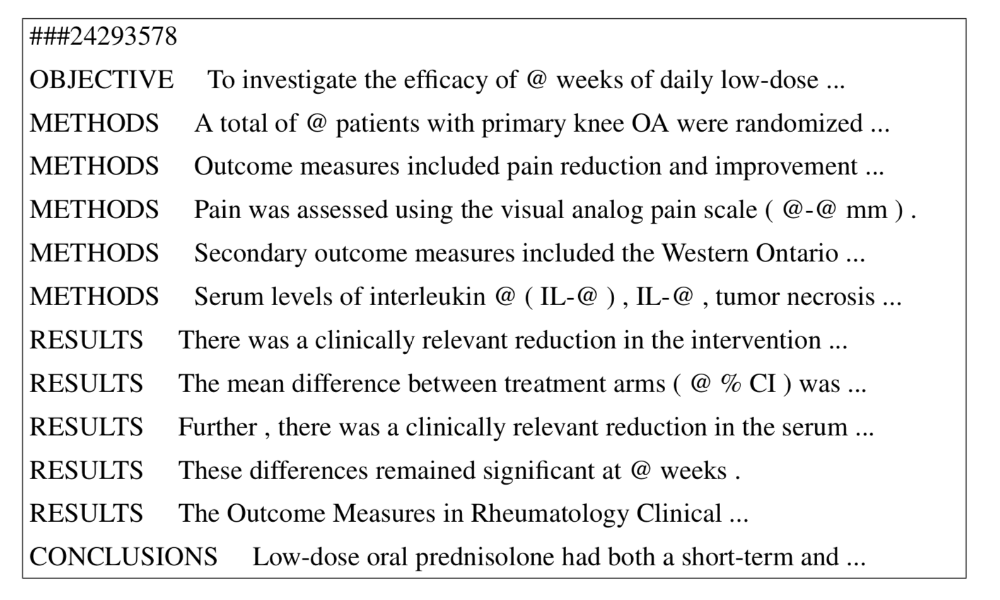 ###24293578
OBJECTIVE To investigate the efficacy of @ weeks of daily low-dose ...
METHODS A total of @ patients with primary knee OA were randomized ...
METHODS Outcome measures included pain reduction and improvement ...
METHODS Pain was assessed using the visual analog pain scale ( @-@ mm ) .
METHODS Secondary outcome measures included the Western Ontario ...
METHODS Serum levels of interleukin @ ( IL-@ ) , IL-@ , tumor necrosis ...
RESULTS There was a clinically relevant reduction in the intervention ...
RESULTS The mean difference between treatment arms ( @ % CI ) was ...
RESULTS Further , there was a clinically relevant reduction in the serum ...
RESULTS These differences remained significant at @ weeks .
RESULTS The Outcome Measures in Rheumatology Clinical ...
CONCLUSIONS Low-dose oral prednisolone had both a short-term and ...